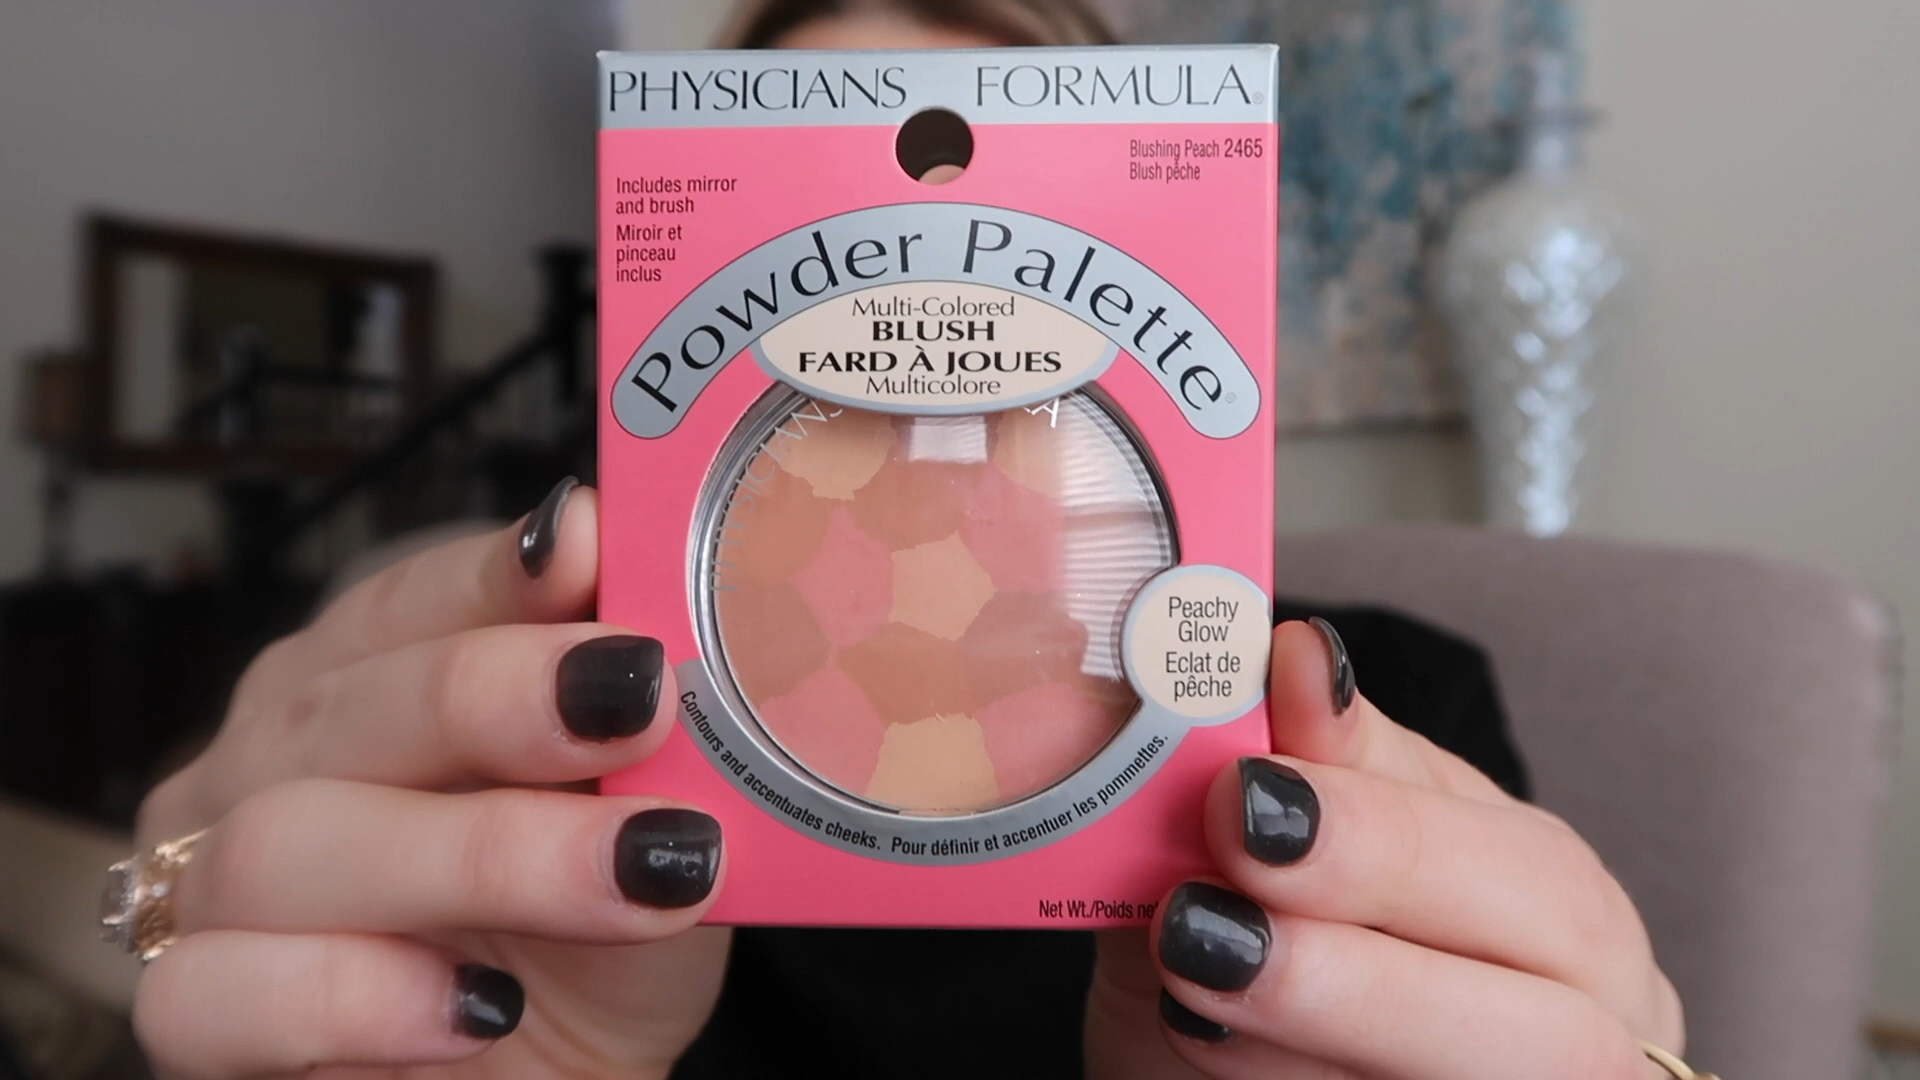 PHYSICIANS FORMULA®
Blushing Peach 2465
Blush pêche
Includes mirror
and brush
Miroir et
pinceau
inclus
Powder Palette®
Multi-Colored
BLUSH
FARD À JOUES
Multicolore
PHYSICIANS
Peachy
Glow
Eclat de
pêche
Contours and accentuates cheeks. Pour définir et accentuer les pommettes.
Net Wt./Poids